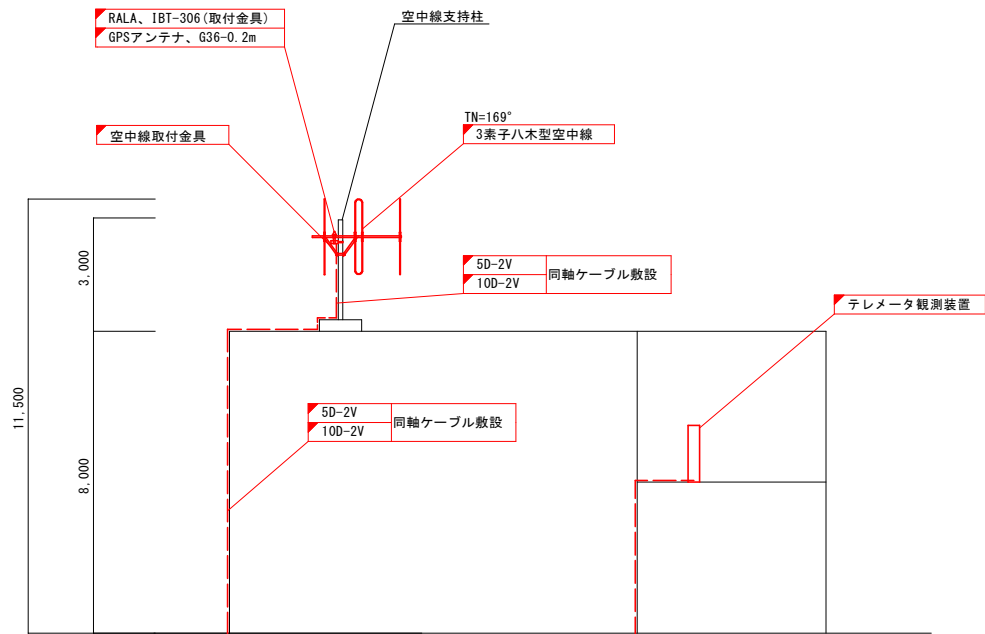 RALA、IBT-306(取付金具)
GPSアンテナ、G36-0.2m
空中線支持柱
空中線取付金具
TN=169°
3素子八木型空中線
3,000
5D-2V
10D-2V
同軸ケーブル敷設
テレメータ観測装置
11,500
8,000
5D-2V
10D-2V
同軸ケーブル敷設